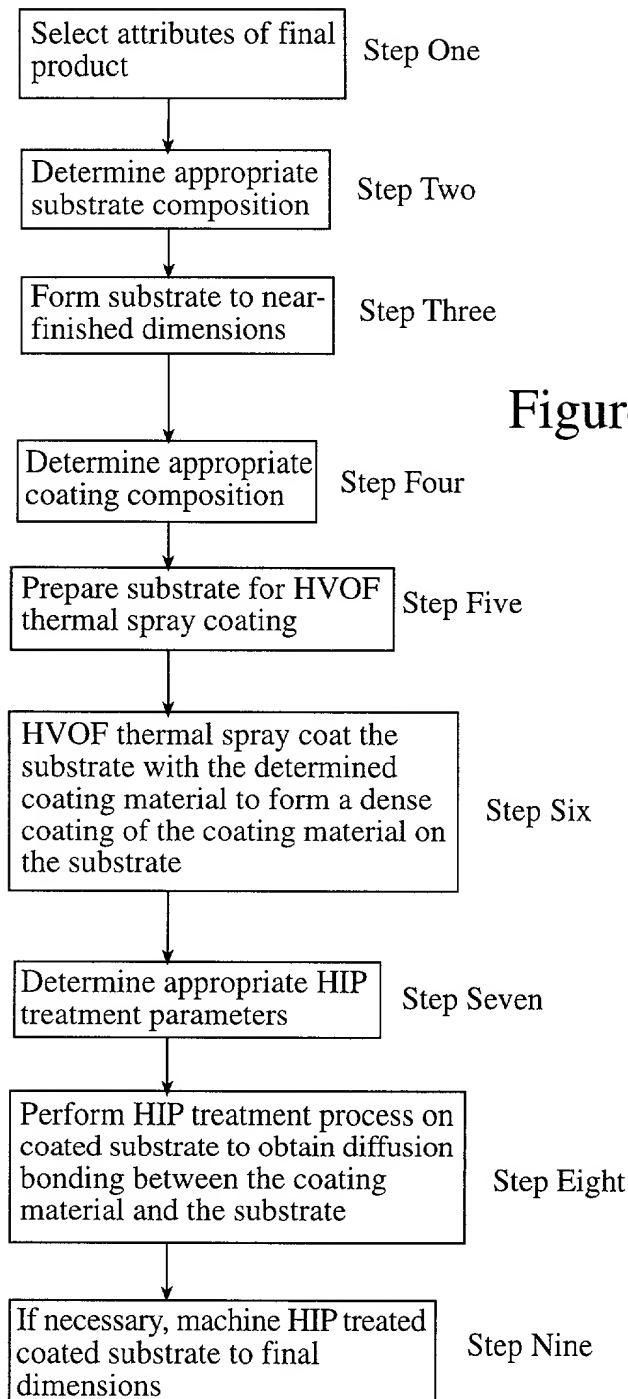 Select attributes of final
product
Step One
Determine appropriate
substrate composition
Step Two
Form substrate to near-
finished dimensions
Step Three
Figur
Determine appropriate
coating composition
Step Four
Prepare substrate for HVOF
thermal spray coating
Step Five
HVOF thermal spray coat the
substrate with the determined
coating material to form a dense
coating of the coating material on
the substrate
Step Six
Determine appropriate HIP
treatment parameters
Step Seven
Perform HIP treatment process on
coated substrate to obtain diffusion
bonding between the coating
material and the substrate
Step Eight
If necessary, machine HIP treated
coated substrate to final
dimensions
Step Nine